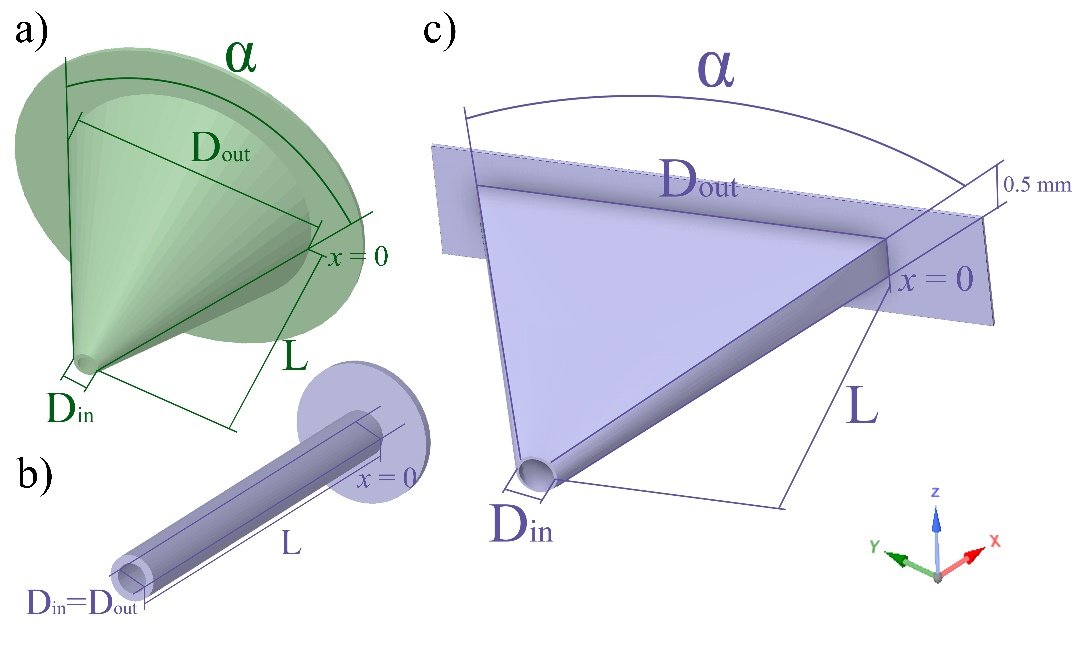 a)
α
Dout
x = 0
L
Din
b)
x = 0
L
Din=Dout
c)
α
Dout
0.5 mm
x = 0
L
Din
Z
Y
X